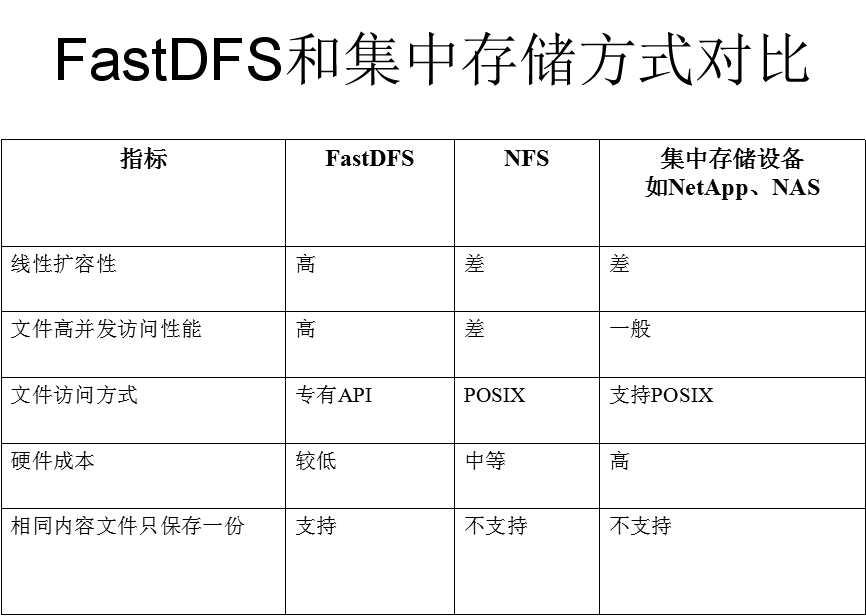 FastDFS和集中存储方式对比
指标 FastDFS NFS 集中存储设备
如NetApp、NAS
线性扩容性 高 差 差
文件高并发访问性能 高 差 一般
文件访问方式 专有API POSIX 支持POSIX
硬件成本 较低 中等 高
相同内容文件只保存一份 支持 不支持 不支持